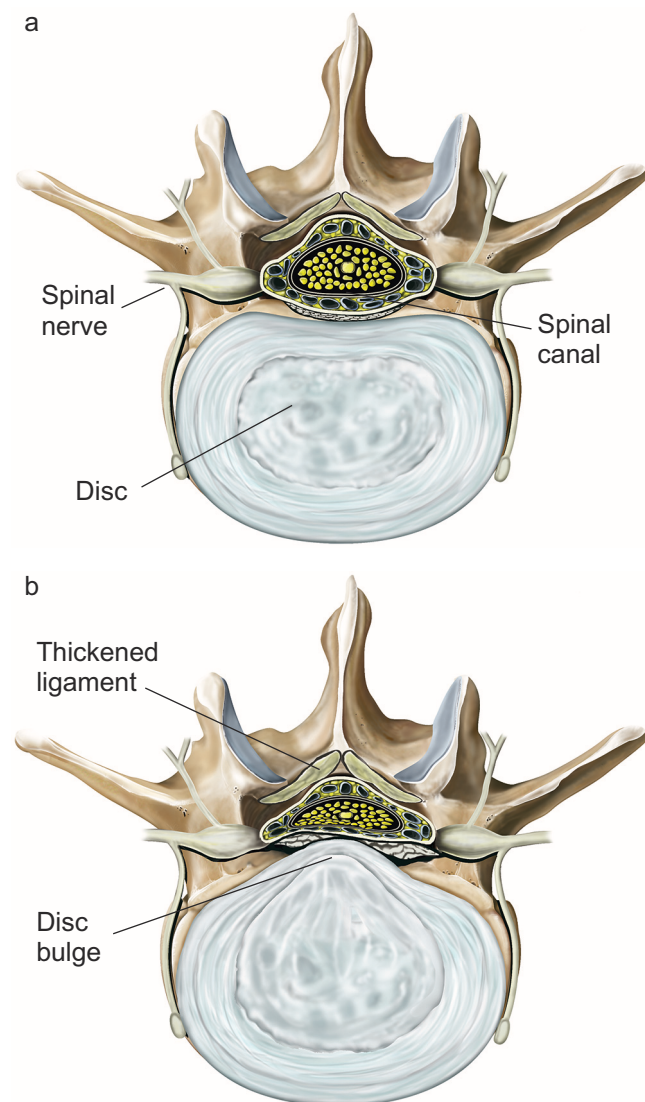 a
Spinal
nerve
Spinal
canal
Disc
b
Thickened
ligament
Disc
bulge